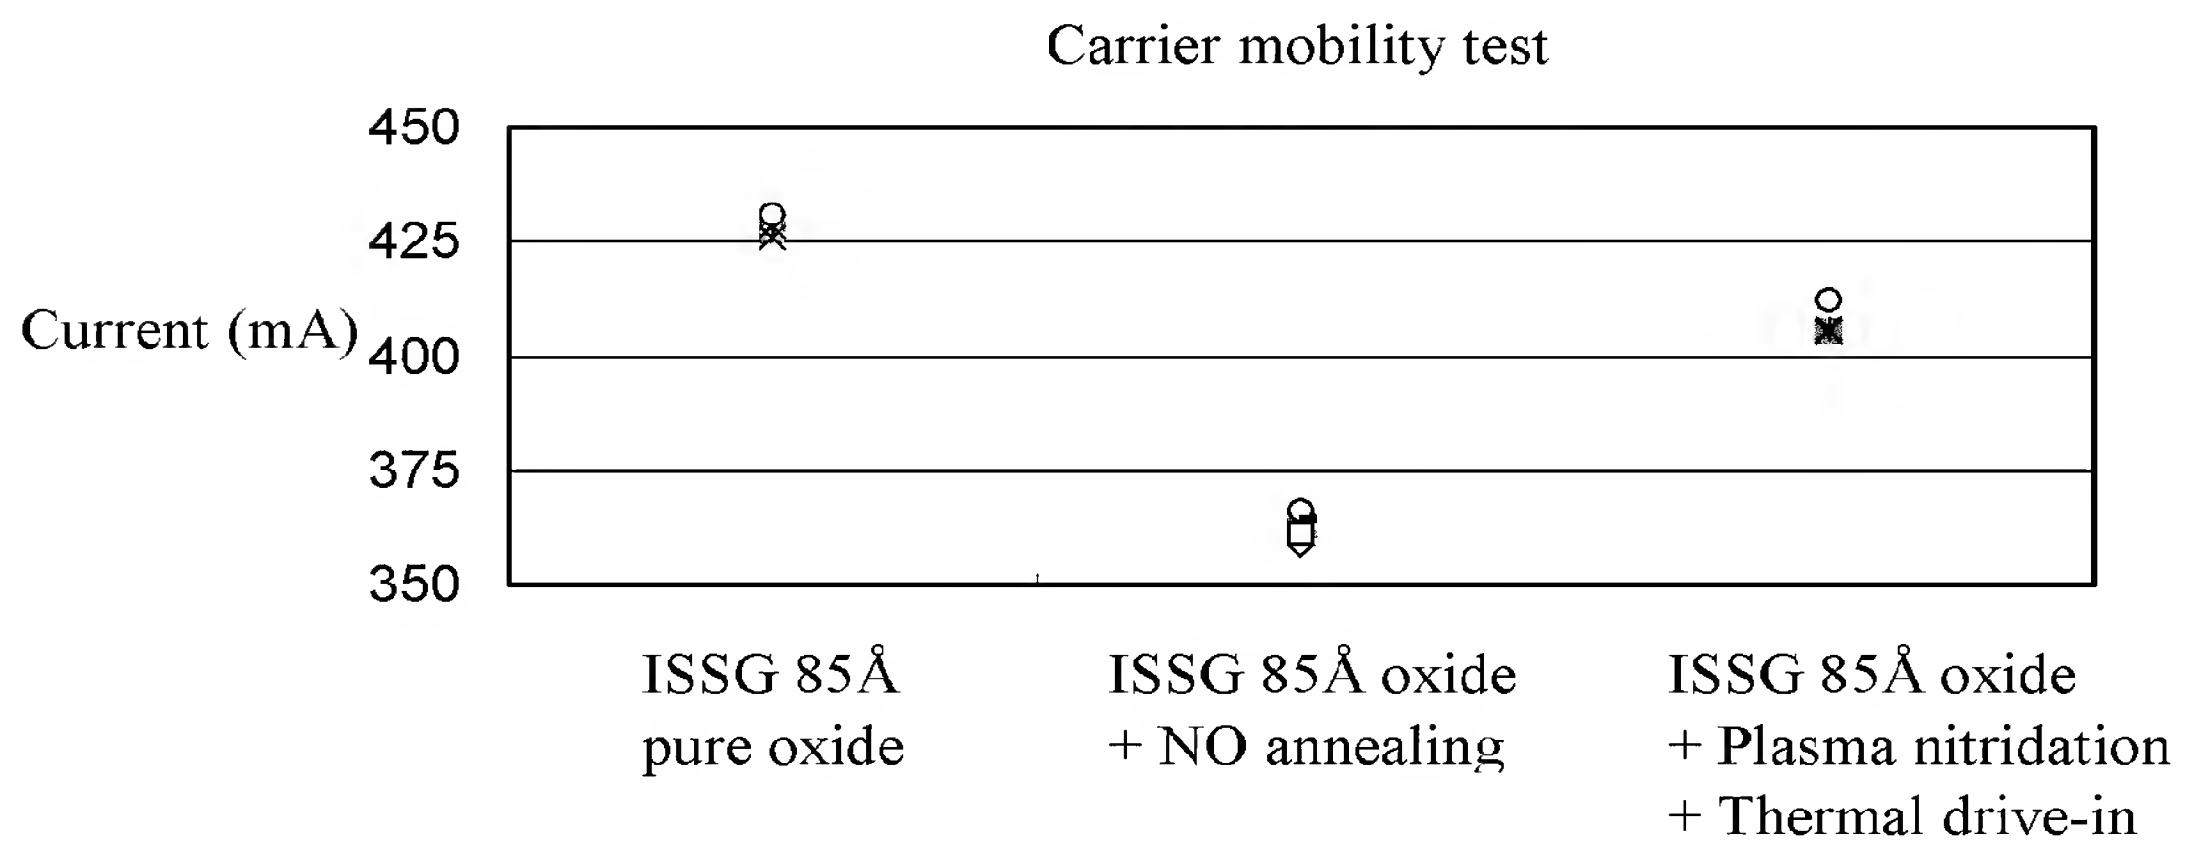 Carrier mobility test
450
425
Current (mA)
400
375
350
ISSG 85Å
pure oxide
ISSG 85Å oxide
+ NO annealing
ISSG 85Å oxide
+ Plasma nitridation
+ Thermal drive-in